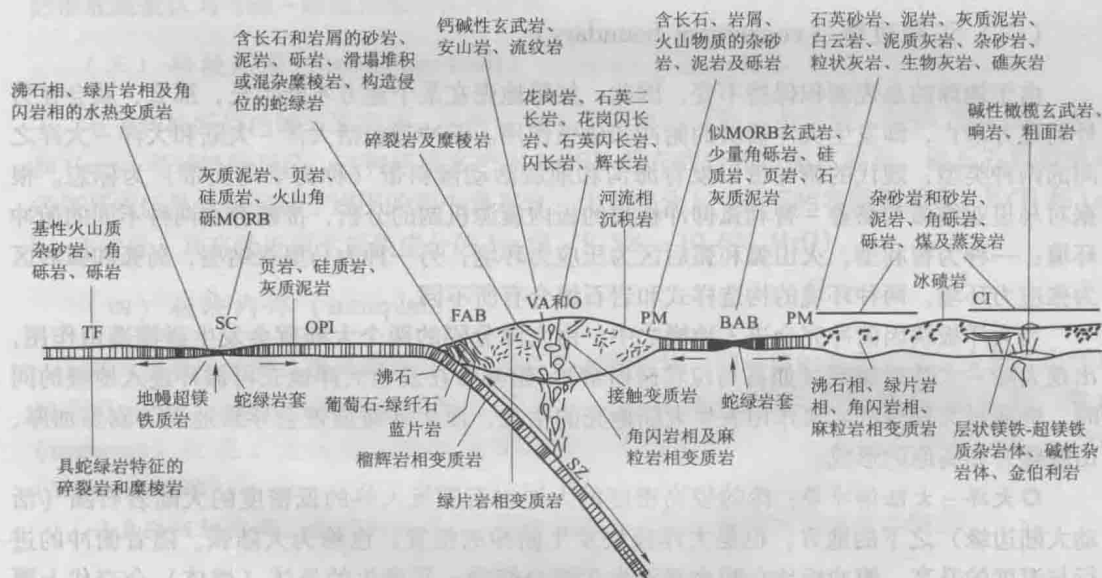 沸石相、绿片岩相及角
闪岩相的水热变质岩
含长石和岩屑的砂岩、
泥岩、砾岩、滑塌堆积
或混杂糜棱岩、构造侵
位的蛇绿岩
钙碱性玄武岩、
安山岩、流纹岩
含长石、岩屑、
火山物质的杂砂
岩、泥岩及砾岩
石英砂岩、泥岩、灰质泥岩、
白云岩、泥质灰岩、杂砂岩、
粒状灰岩、生物灰岩、礁灰岩
碎裂岩及糜棱岩
花岗岩、石英二
长岩、花岗闪长
岩、石英闪长岩、
闪长岩、辉长岩
似MORB玄武岩、
少量角砾岩、硅
质岩、页岩、石
灰质泥岩
碱性橄榄玄武岩、
响岩、粗面岩
灰质泥岩、页岩、
硅质岩、火山角
砾MORB
河流相
沉积岩
杂砂岩和砂岩、
泥岩、角砾岩、
砾岩、煤及蒸发岩
基性火山质
杂砂岩、
砾岩、砾岩
页岩、硅质岩、
灰质泥岩
冰碛岩
TF
SC
OPI
FAB
VARIO
PM
BAB
PM
CI
地幔超镁
铁质岩
蛇绿岩套
沸石
葡萄石-绿纤石
蓝片岩
榴辉岩相变质岩
接触变质岩
蛇绿岩套
沸石相、绿片岩
相、角闪岩相、
麻粒岩相变质岩
具蛇绿岩特征的
碎裂岩和糜棱岩
绿片岩相变质岩
SZ
角闪岩相及麻
粒岩相变质岩
层状镁铁-超镁铁
质杂岩体、碱性杂
岩体、金伯利岩